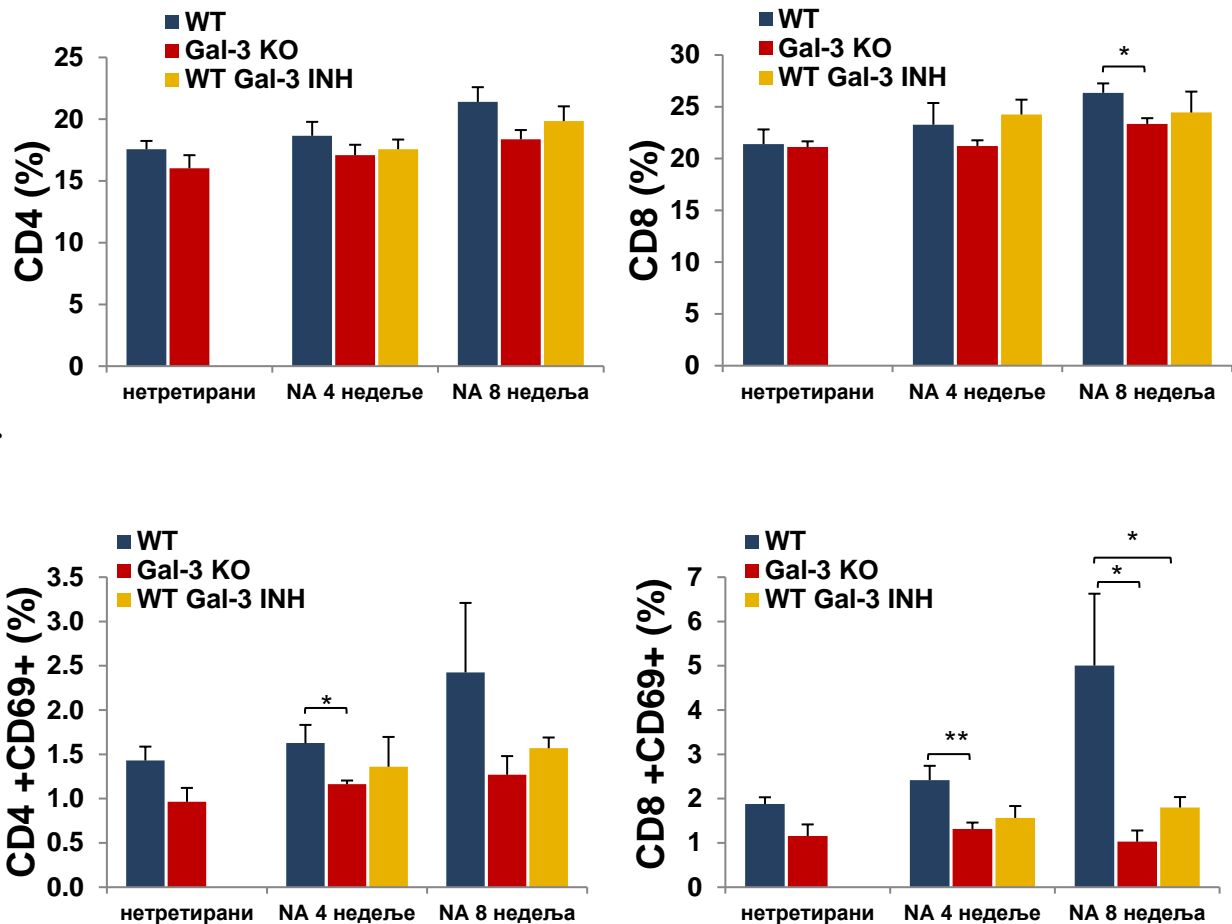 WT
Gal-3 KO
WT Gal-3 INH
25
20
15
10
5
0
CD4 (%)
нетретирани NA 4 недеље NA 8 недеља
WT
Gal-3 KO
WT Gal-3 INH
*
30
25
20
15
10
5
0
CD8 (%)
нетретирани NA 4 недеље NA 8 недеља
.
WT
Gal-3 KO
WT Gal-3 INH
*
3.5
3.0
2.5
2.0
1.5
1.0
0.5
0.0
CD4 +CD69+ (%)
нетретирани NA 4 недеље NA 8 недеља
WT
Gal-3 KO
WT Gal-3 INH
*
*
**
7
6
5
4
3
2
1
0
CD8 +CD69+ (%)
нетретирани NA 4 недеље NA 8 недеља